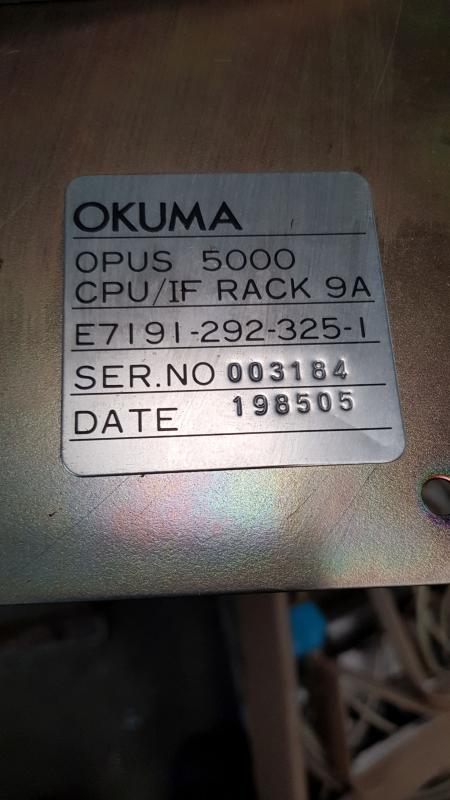 OKUMA
OPUS 5000
CPU/IF RACK 9A
E7191-292-325-1
SER.NO 003184
DATE 198505